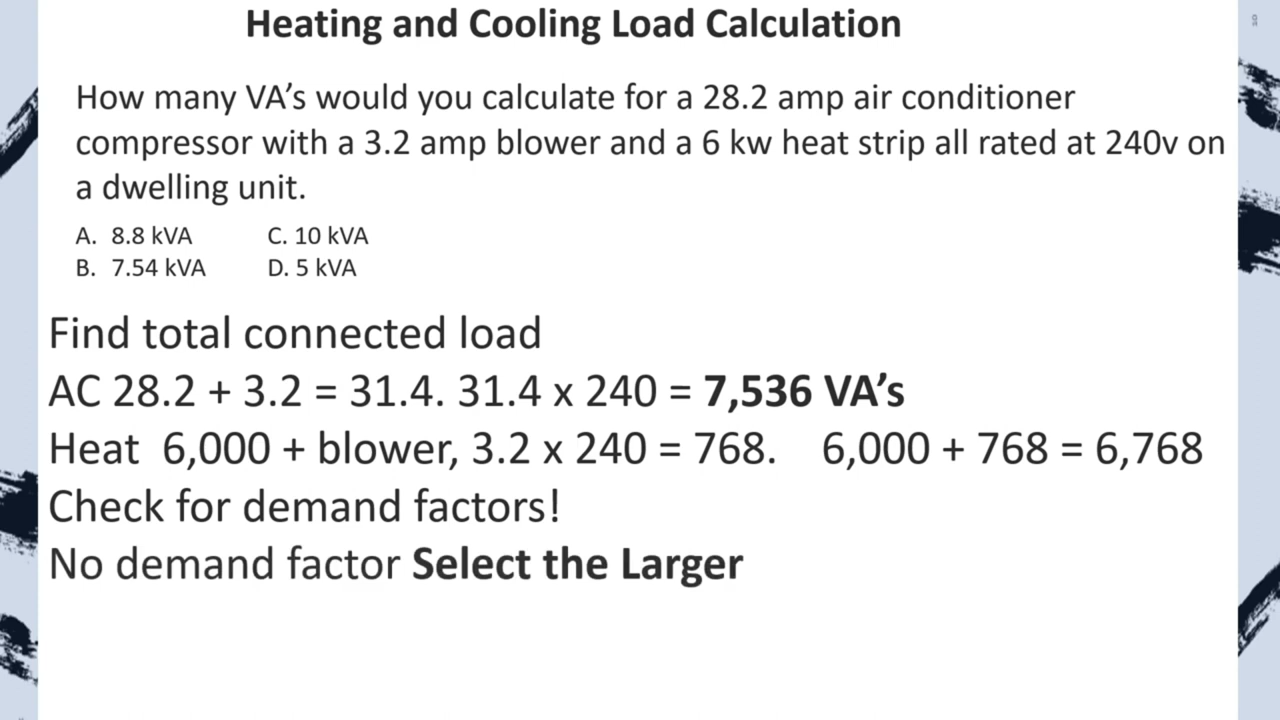 Heating and Cooling Load Calculation
How many VA’s would you calculate for a 28.2 amp air conditioner
compressor with a 3.2 amp blower and a 6 kw heat strip all rated at 240v on
a dwelling unit.
A. 8.8 kVA C. 10 kVA
B. 7.54 kVA D. 5 kVA
Find total connected load
AC 28.2 + 3.2 = 31.4. 31.4 x 240 = 7,536 VA’s
Heat 6,000 + blower, 3.2 x 240 = 768. 6,000 + 768 = 6,768
Check for demand factors!
No demand factor Select the Larger